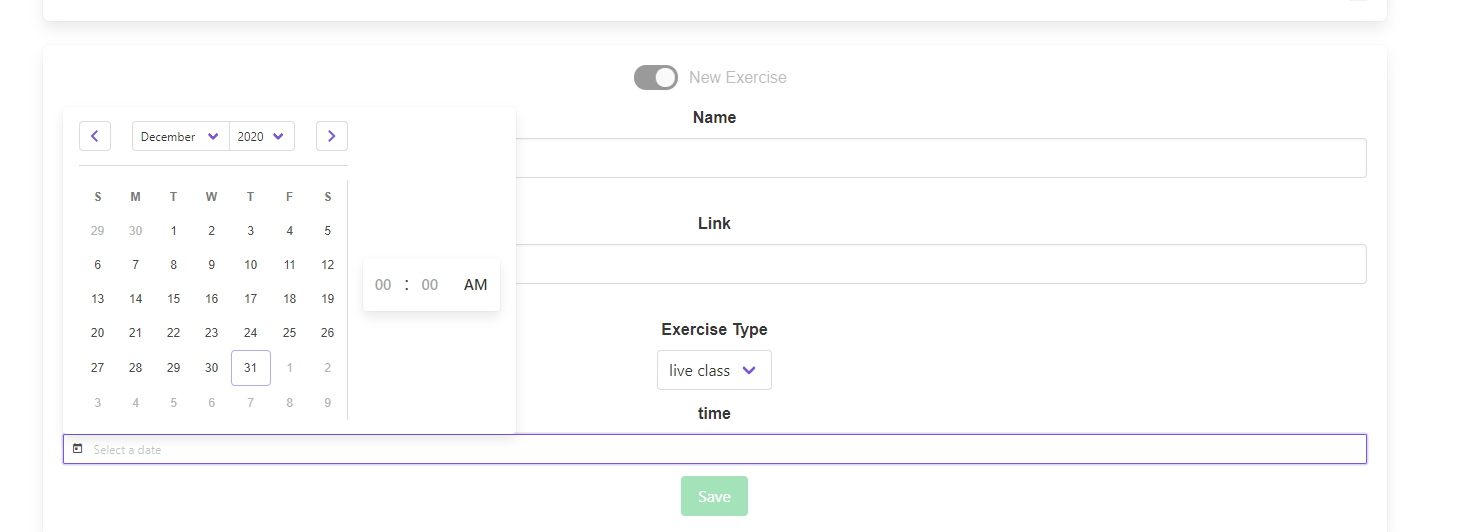 New Exercise
Name
December 2020
S M T W T F S
29 30 1 2 3 4 5
6 7 8 9 10 11 12
13 14 15 16 17 18 19
20 21 22 23 24 25 26
27 28 29 30 31 1 2
3 4 5 6 7 8 9
00 : 00 AM
Link
Exercise Type
live class
time
Select a date
Save